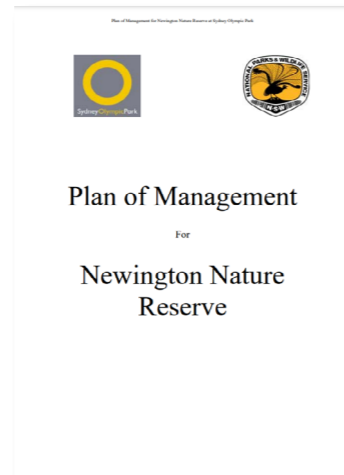 Plan of Management for Newington Nature Reserve at Sydney Olympic Park
SydneyOlympicPark
NATIONAL PARKS & WILDLIFE SERVICE
N·S·W
Plan of Management
For
Newington Nature
Reserve